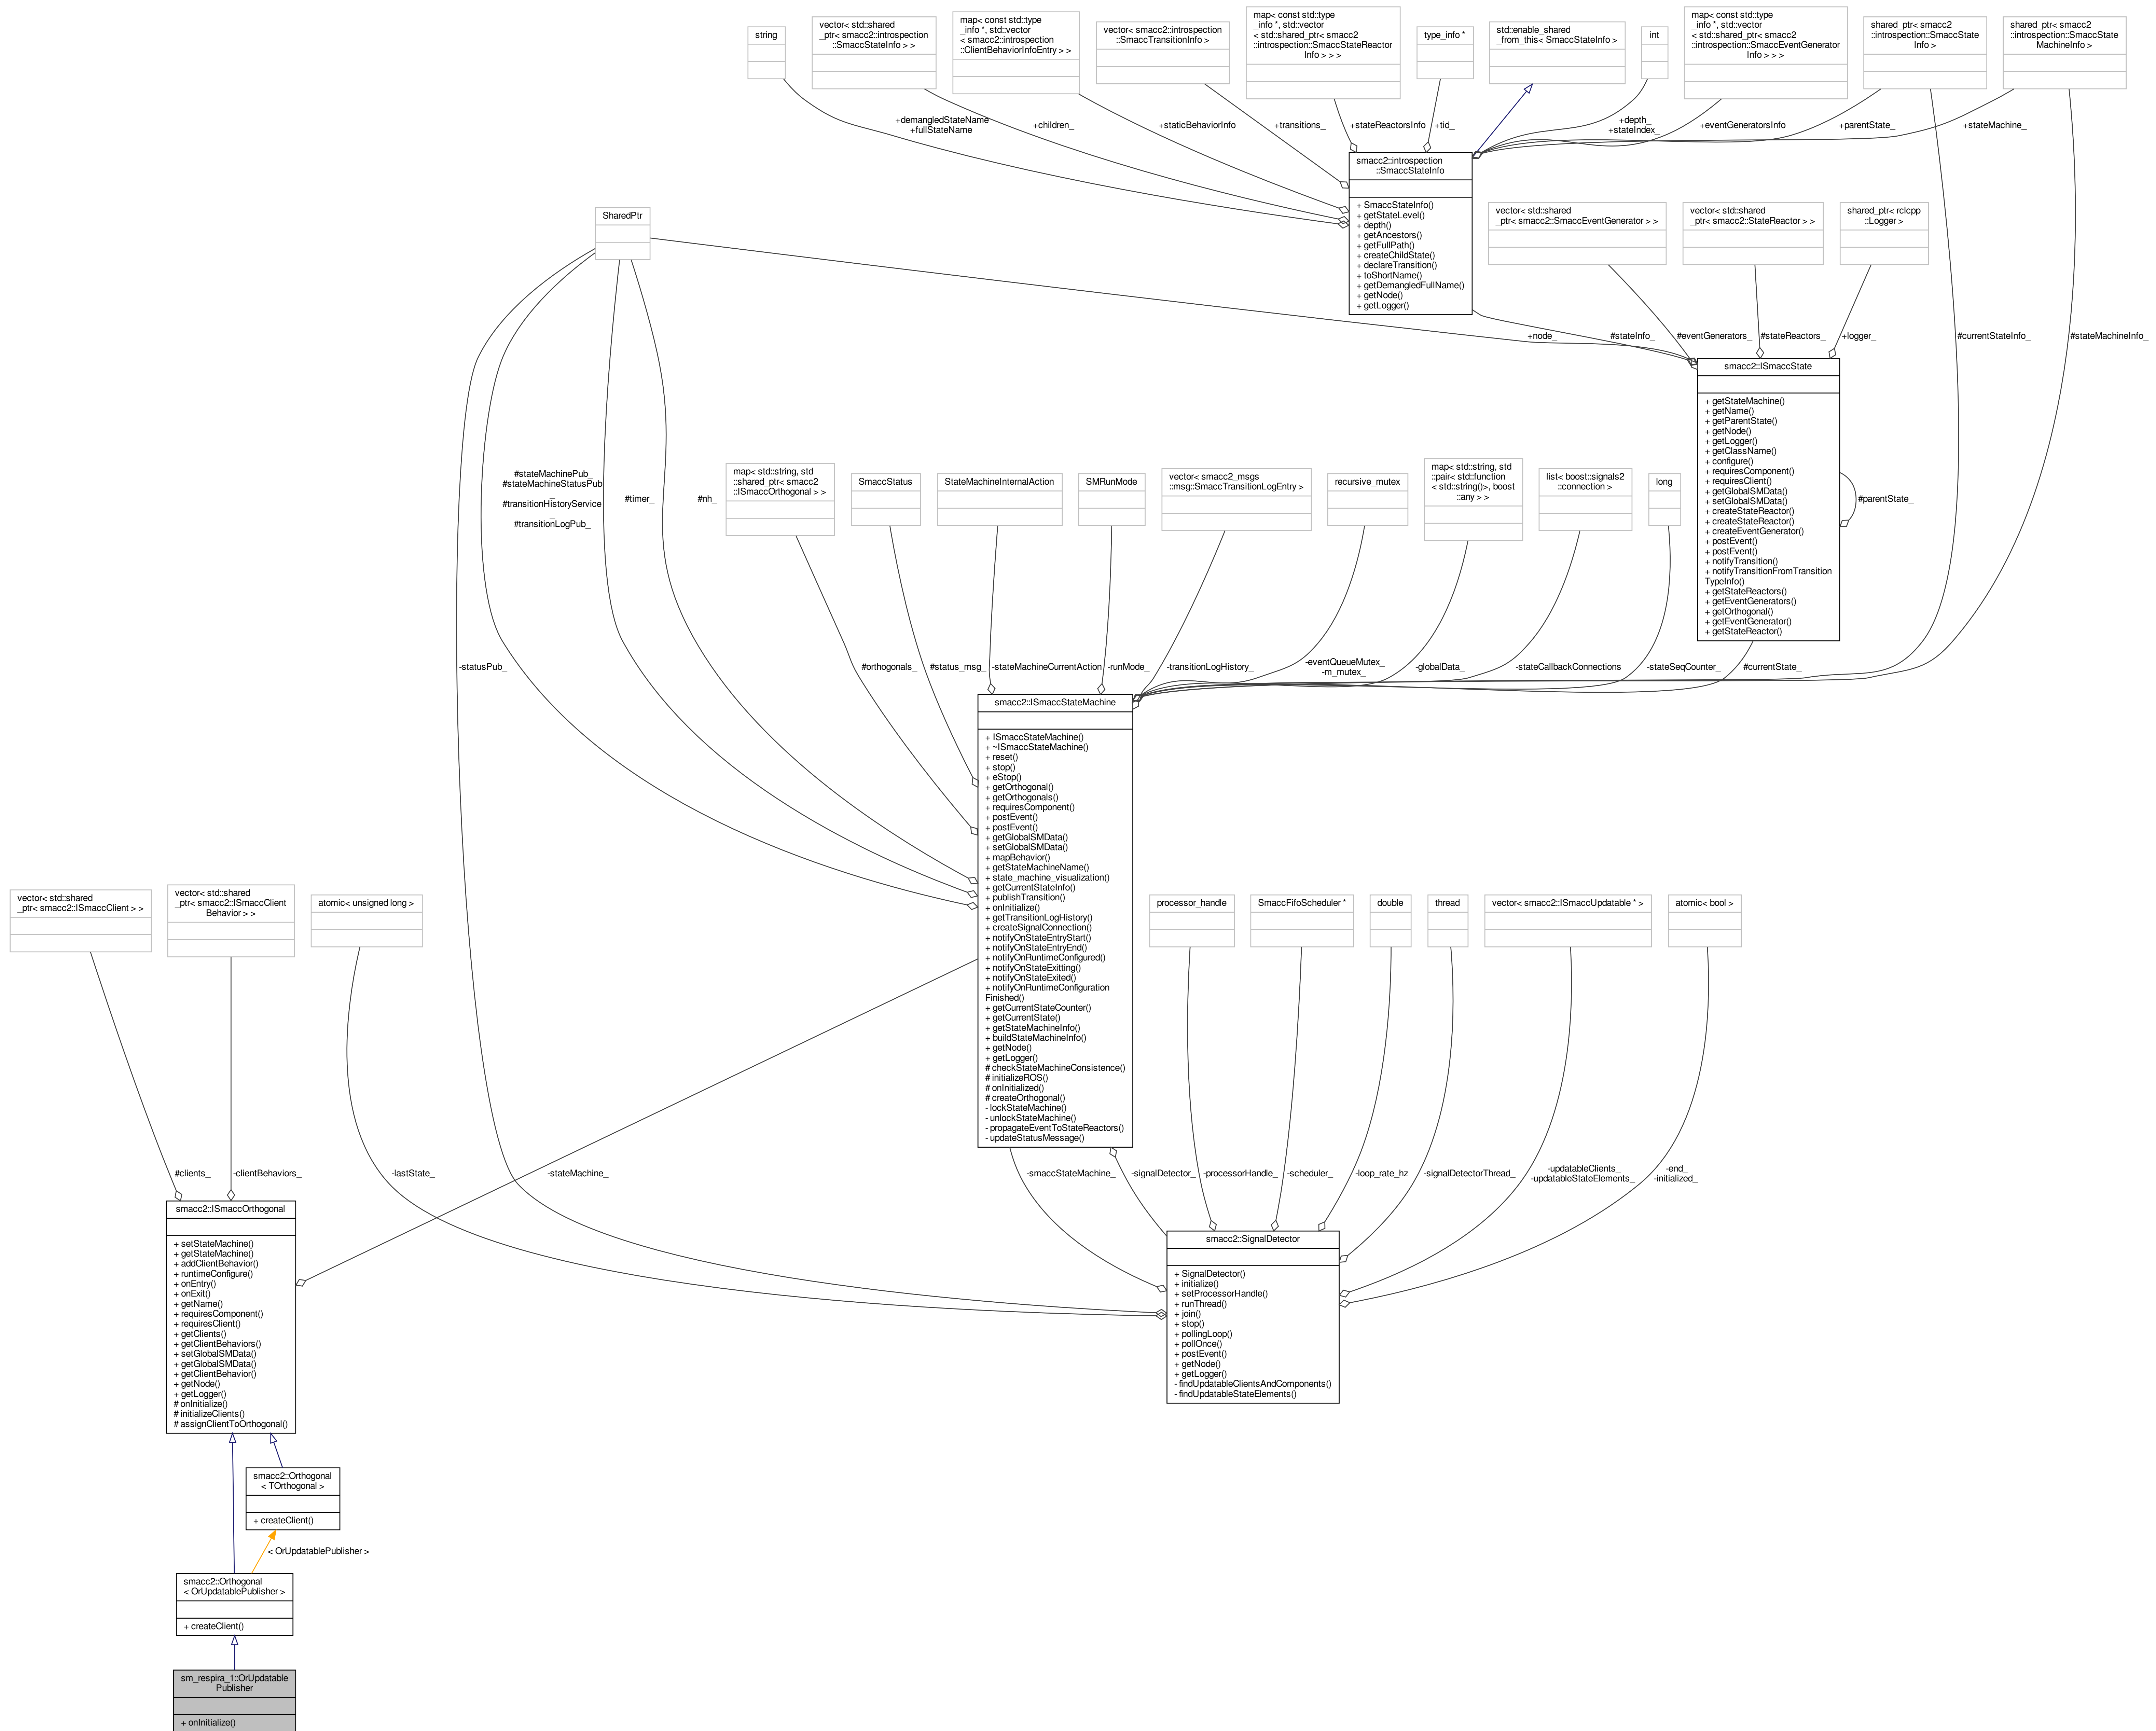 string
vector< std::shared
_ptr< smacc2::introspection
::SmaccStateInfo > >
map< const std::type
_info *, std::vector
< smacc2::introspection
::ClientBehaviorInfoEntry > >
vector< smacc2::introspection
::SmaccTransitionInfo >
map< const std::type
_info *, std::vector
< std::shared_ptr< smacc2
::introspection::SmaccStateReactor
Info > > >
type_info *
std::enable_shared
_from_this< SmaccStateInfo >
int
map< const std::type
_info *, std::vector
< std::shared_ptr< smacc2
::introspection::SmaccEventGenerator
Info > > >
shared_ptr< smacc2
::introspection::SmaccState
Info >
shared_ptr< smacc2
::introspection::SmaccState
MachineInfo >
+demangledStateName
+fullStateName
+children_
+staticBehaviorInfo
+transitions_
+stateReactorsInfo
+tid_
+depth_
+stateIndex_
+eventGeneratorsInfo
+parentState_
+stateMachine_
smacc2::introspection
::SmaccStateInfo
+ SmaccStateInfo()
+ getStateLevel()
+ depth()
+ getAncestors()
+ getFullPath()
+ createChildState()
+ declareTransition()
+ toShortName()
+ getDemangledFullName()
+ getNode()
+ getLogger()
SharedPtr
vector< std::shared
_ptr< smacc2::SmaccEventGenerator > >
vector< std::shared
_ptr< smacc2::StateReactor > >
shared_ptr< rclcpp
::Logger >
+node_
#stateInfo_
#eventGenerators_
#stateReactors_
+logger_
#currentStateInfo_
#stateMachineInfo_
smacc2::ISmaccState
+ getStateMachine()
+ getName()
+ getParentState()
+ getNode()
+ getLogger()
+ getClassName()
+ configure()
+ requiresComponent()
+ requiresClient()
+ getGlobalSMData()
+ setGlobalSMData()
+ createStateReactor()
+ createStateReactor()
+ createEventGenerator()
+ postEvent()
+ postEvent()
+ notifyTransition()
+ notifyTransitionFromTransition
TypeInfo()
+ getStateReactors()
+ getEventGenerators()
+ getOrthogonal()
+ getEventGenerator()
+ getStateReactor()
#parentState_
#stateMachinePub_
#stateMachineStatusPub
_
#transitionHistoryService
_
#transitionLogPub_
#timer_
#nh_
map< std::string, std
::shared_ptr< smacc2
::ISmaccOrthogonal > >
SmaccStatus
StateMachineInternalAction
SMRunMode
vector< smacc2_msgs
::msg::SmaccTransitionLogEntry >
recursive_mutex
map< std::string, std
::pair< std::function
< std::string()>, boost
::any > >
list< boost::signals2
::connection >
long
-statusPub_
#orthogonals_
#status_msg_
-stateMachineCurrentAction
-runMode_
-transitionLogHistory_
-eventQueueMutex_
-m_mutex_
-globalData_
-stateCallbackConnections
-stateSeqCounter_
#currentState_
smacc2::ISmaccStateMachine
+ ISmaccStateMachine()
+ ~ISmaccStateMachine()
+ reset()
+ stop()
+ eStop()
+ getOrthogonal()
+ getOrthogonals()
+ requiresComponent()
+ postEvent()
+ postEvent()
+ getGlobalSMData()
+ setGlobalSMData()
+ mapBehavior()
+ getStateMachineName()
+ state_machine_visualization()
+ getCurrentStateInfo()
+ publishTransition()
+ onInitialize()
+ getTransitionLogHistory()
+ createSignalConnection()
+ notifyOnStateEntryStart()
+ notifyOnStateEntryEnd()
+ notifyOnRuntimeConfigured()
+ notifyOnStateExitting()
+ notifyOnStateExited()
+ notifyOnRuntimeConfiguration
Finished()
+ getCurrentStateCounter()
+ getCurrentState()
+ getStateMachineInfo()
+ buildStateMachineInfo()
+ getNode()
+ getLogger()
# checkStateMachineConsistence()
# initializeROS()
# onInitialized()
# createOrthogonal()
- lockStateMachine()
- unlockStateMachine()
- propagateEventToStateReactors()
- updateStatusMessage()
vector< std::shared
_ptr< smacc2::ISmaccClient > >
vector< std::shared
_ptr< smacc2::ISmaccClient
Behavior > >
atomic< unsigned long >
processor_handle
SmaccFifoScheduler *
double
thread
vector< smacc2::ISmaccUpdatable * >
atomic< bool >
#clients_
-clientBehaviors_
-lastState_
-stateMachine_
-smaccStateMachine_
-signalDetector_
-processorHandle_
-scheduler_
-loop_rate_hz
-signalDetectorThread_
-updatableClients_
-updatableStateElements_
-end_
-initialized_
smacc2::ISmaccOrthogonal
+ setStateMachine()
+ getStateMachine()
+ addClientBehavior()
+ runtimeConfigure()
+ onEntry()
+ onExit()
+ getName()
+ requiresComponent()
+ requiresClient()
+ getClients()
+ getClientBehaviors()
+ setGlobalSMData()
+ getGlobalSMData()
+ getClientBehavior()
+ getNode()
+ getLogger()
# onInitialize()
# initializeClients()
# assignClientToOrthogonal()
smacc2::SignalDetector
+ SignalDetector()
+ initialize()
+ setProcessorHandle()
+ runThread()
+ join()
+ stop()
+ pollingLoop()
+ pollOnce()
+ postEvent()
+ getNode()
+ getLogger()
- findUpdatableClientsAndComponents()
- findUpdatableStateElements()
smacc2::Orthogonal
< TOrthogonal >
+ createClient()
< OrUpdatablePublisher >
smacc2::Orthogonal
< OrUpdatablePublisher >
+ createClient()
sm_respira_1::OrUpdatable
Publisher
+ onInitialize()